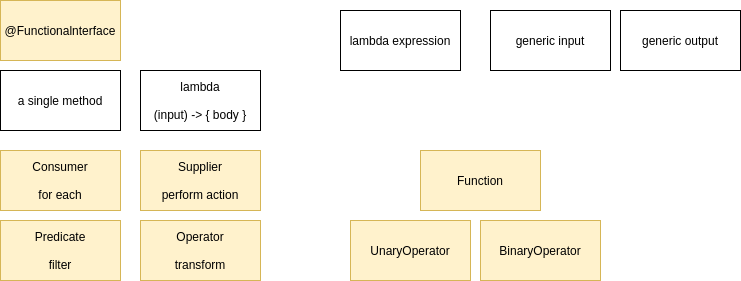 @FunctionalInterface
lambda expression
generic input
generic output
a single method
lambda
(input) -> { body }
Consumer
for each
Supplier
perform action
Function
Predicate
filter
Operator
transform
UnaryOperator
BinaryOperator